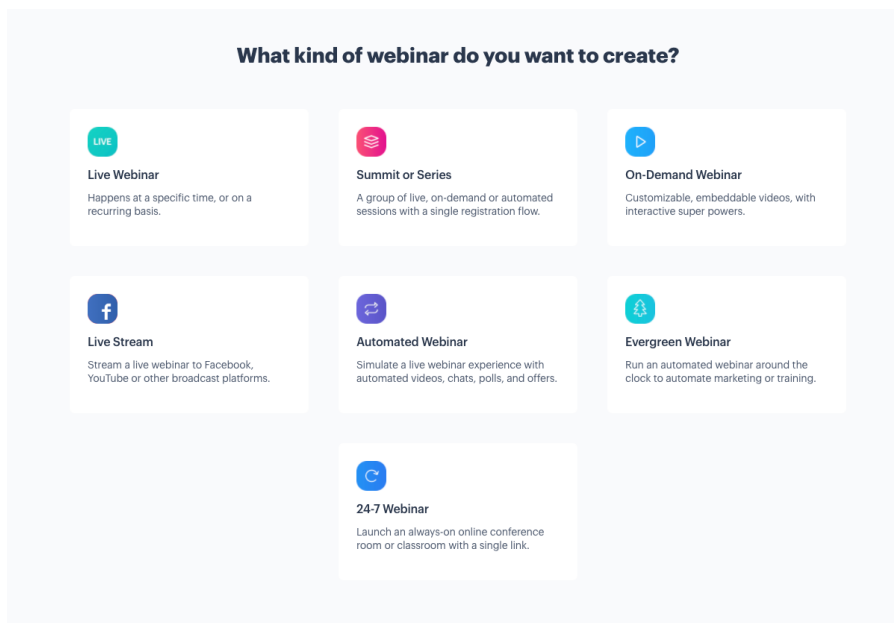 What kind of webinar do you want to create?
LIVE
Live Webinar
Happens at a specific time, or on a
recurring basis.
Summit or Series
A group of live, on-demand or automated
sessions with a single registration flow.
On-Demand Webinar
Customizable, embeddable videos, with
interactive super powers.
f
Live Stream
Stream a live webinar to Facebook,
YouTube or other broadcast platforms.
Automated Webinar
Simulate a live webinar experience with
automated videos, chats, polls, and offers.
Evergreen Webinar
Run an automated webinar around the
clock to automate marketing or training.
24-7 Webinar
Launch an always-on online conference
room or classroom with a single link.